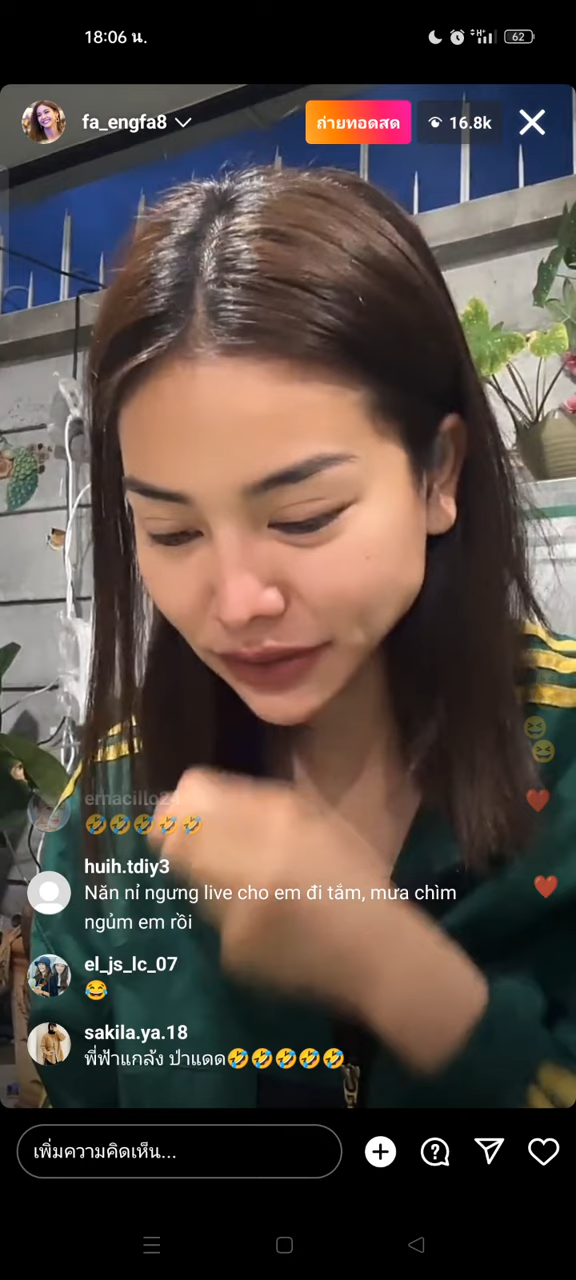 18:06 น.
62
fa_engfa8
ถ่ายทอดสด
16.8k
ernacillo24
🤣🤣🤣🤣🤣
huih.tdiy3
Năn nỉ ngưng live cho em đi tắm, mưa chìm
ngủm em rồi
el_js_lc_07
😂
sakila.ya.18
พี่ฟ้าแกล้ง ป่าแดด🤣🤣🤣🤣🤣
เพิ่มความคิดเห็น...